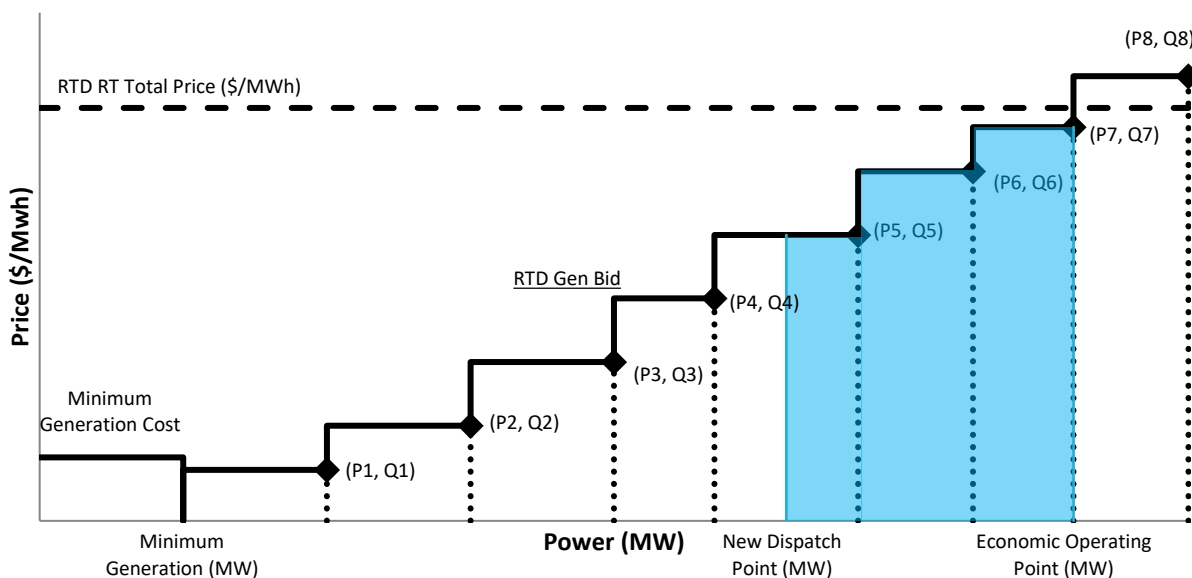 (P8, Q8)
RTD RT Total Price ($/MWh)
(P7, Q7)
(P6, Q6)
(P5, Q5)
RTD Gen Bid
(P4, Q4)
Price ($/Mwh)
(P3, Q3)
Minimum
Generation Cost
(P2, Q2)
(P1, Q1)
Minimum
Generation (MW)
Power (MW)
New Dispatch
Point (MW)
Economic Operating
Point (MW)